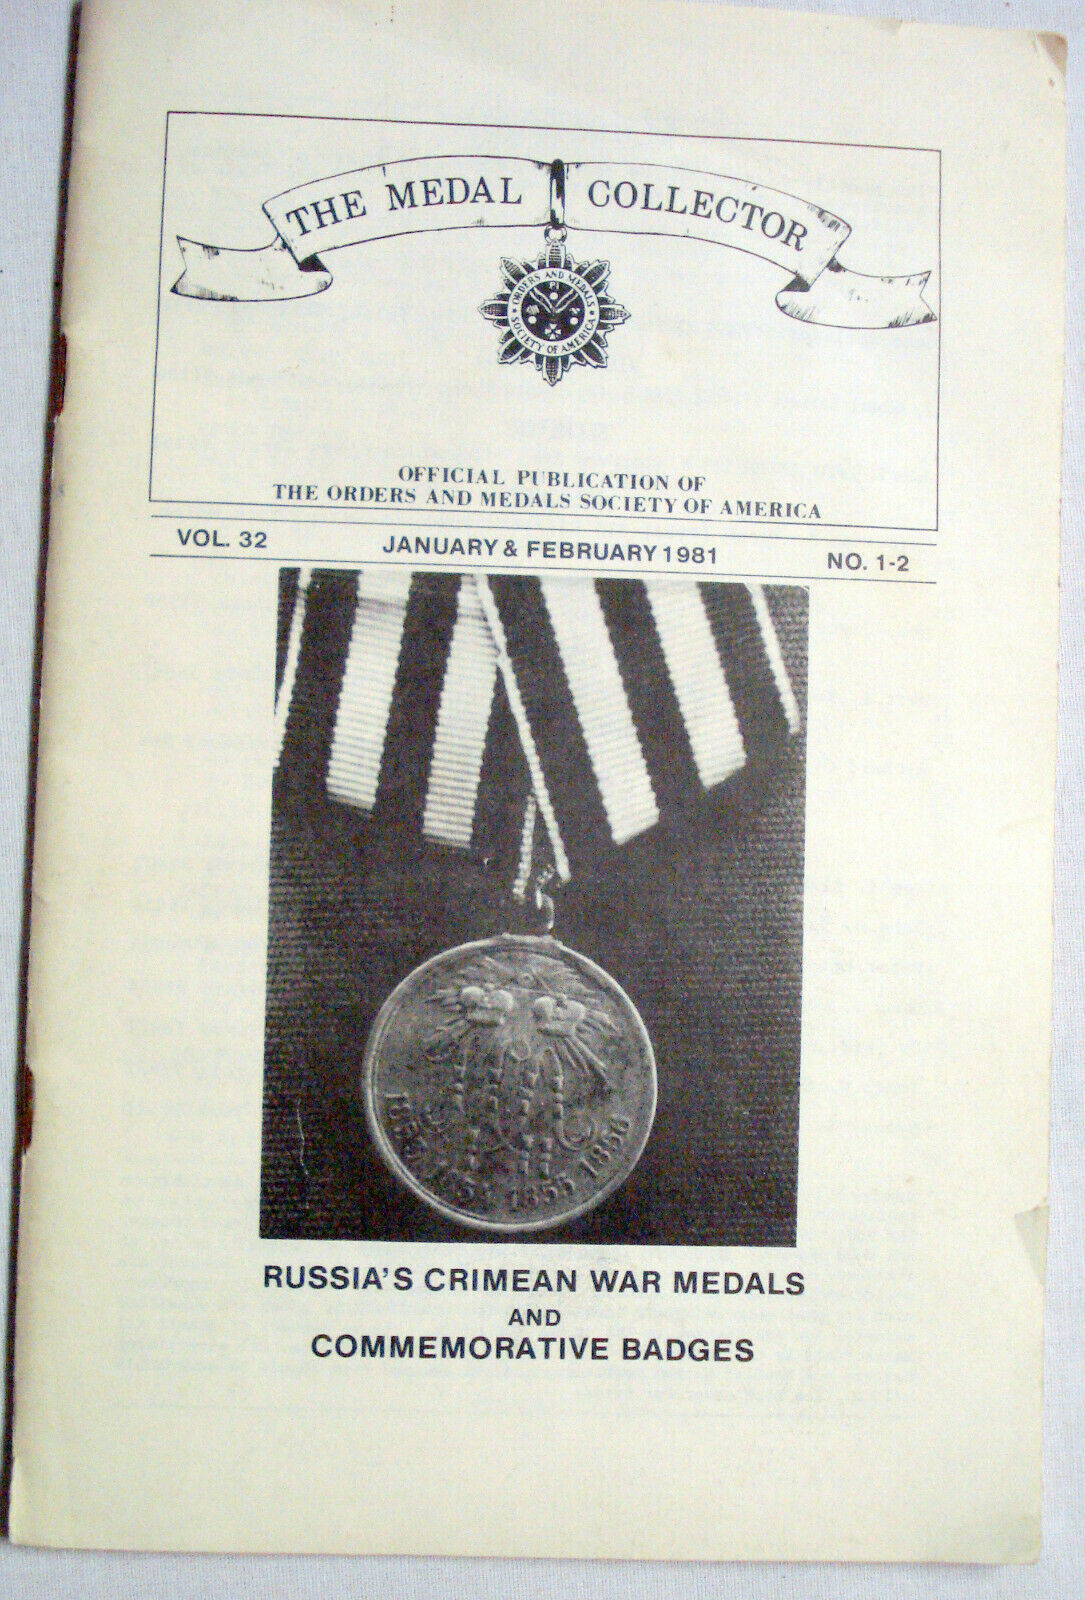 THE MEDAL COLLECTOR
ORDERS AND MEDALS
SOCIETY OF AMERICA
OFFICIAL PUBLICATION OF
THE ORDERS AND MEDALS SOCIETY OF AMERICA
VOL. 32 JANUARY & FEBRUARY 1981 NO. 1-2
1853 1854 1855 1856
RUSSIA'S CRIMEAN WAR MEDALS
AND
COMMEMORATIVE BADGES